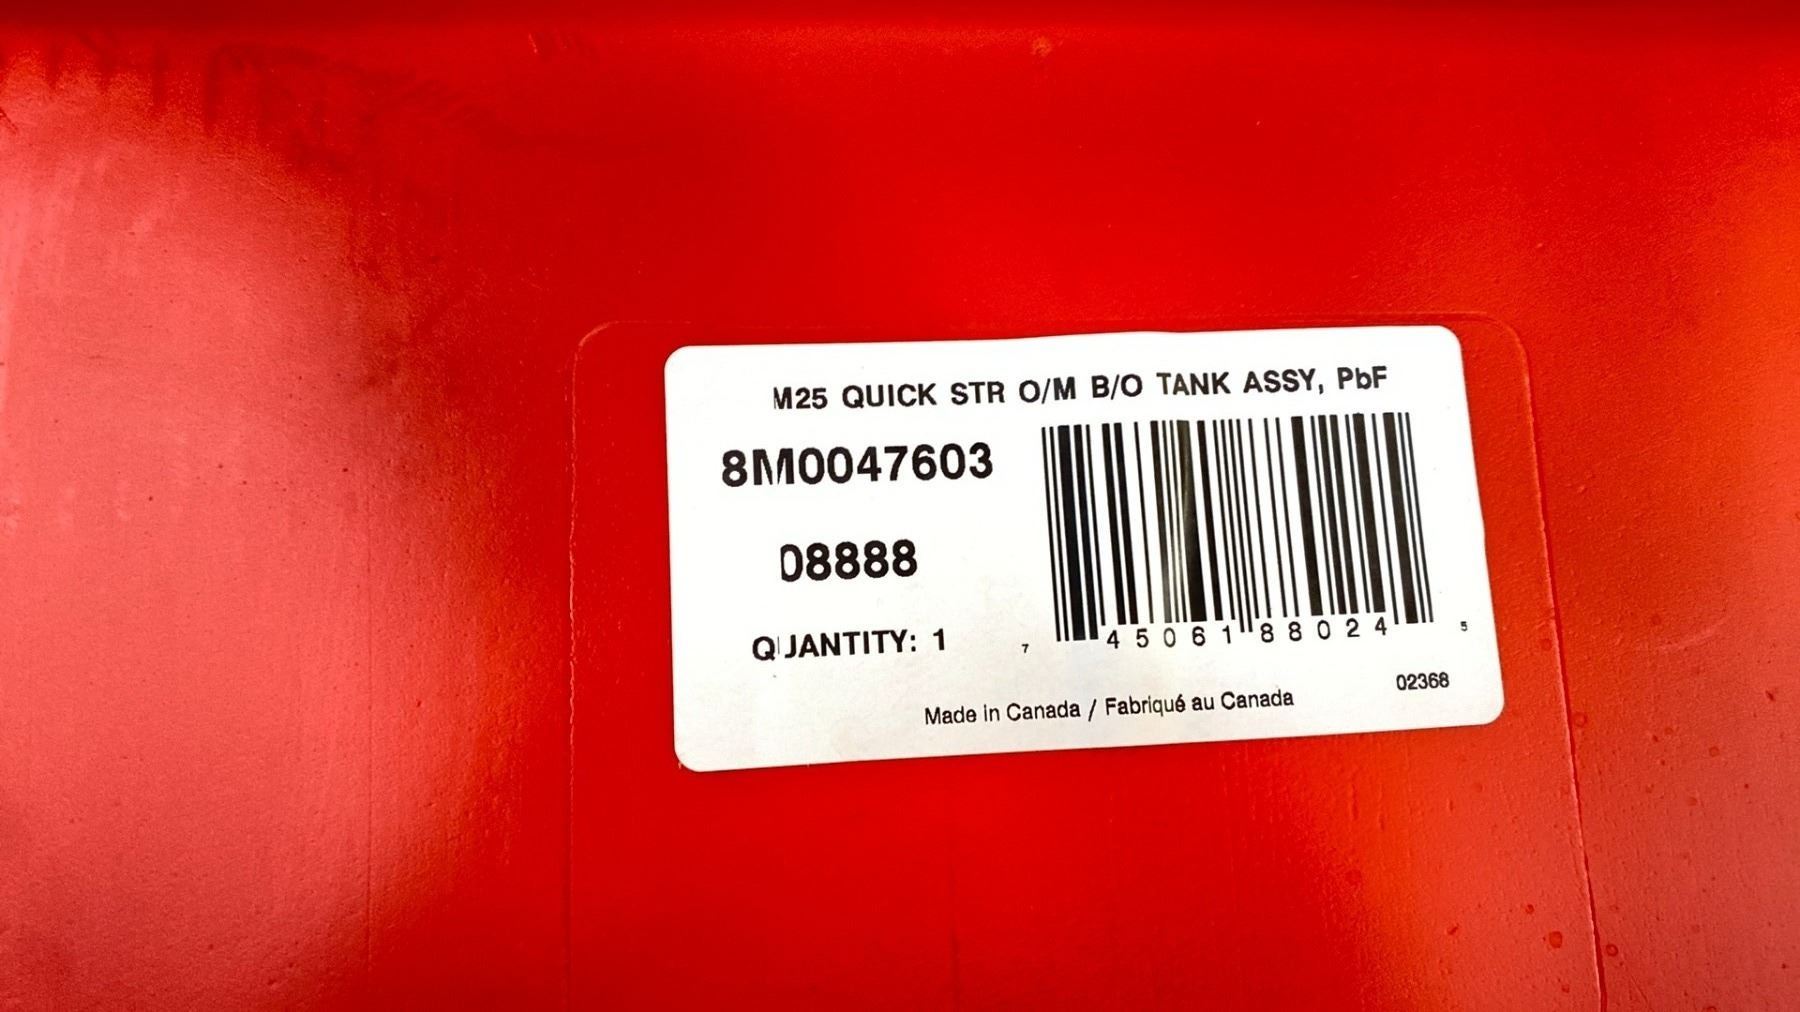 M25 QUICK STR O/M B/O TANK ASSY, PbF
8M0047603
08888
QUANTITY: 1
7 45061 88024 5
02368
Made in Canada / Fabriqué au Canada